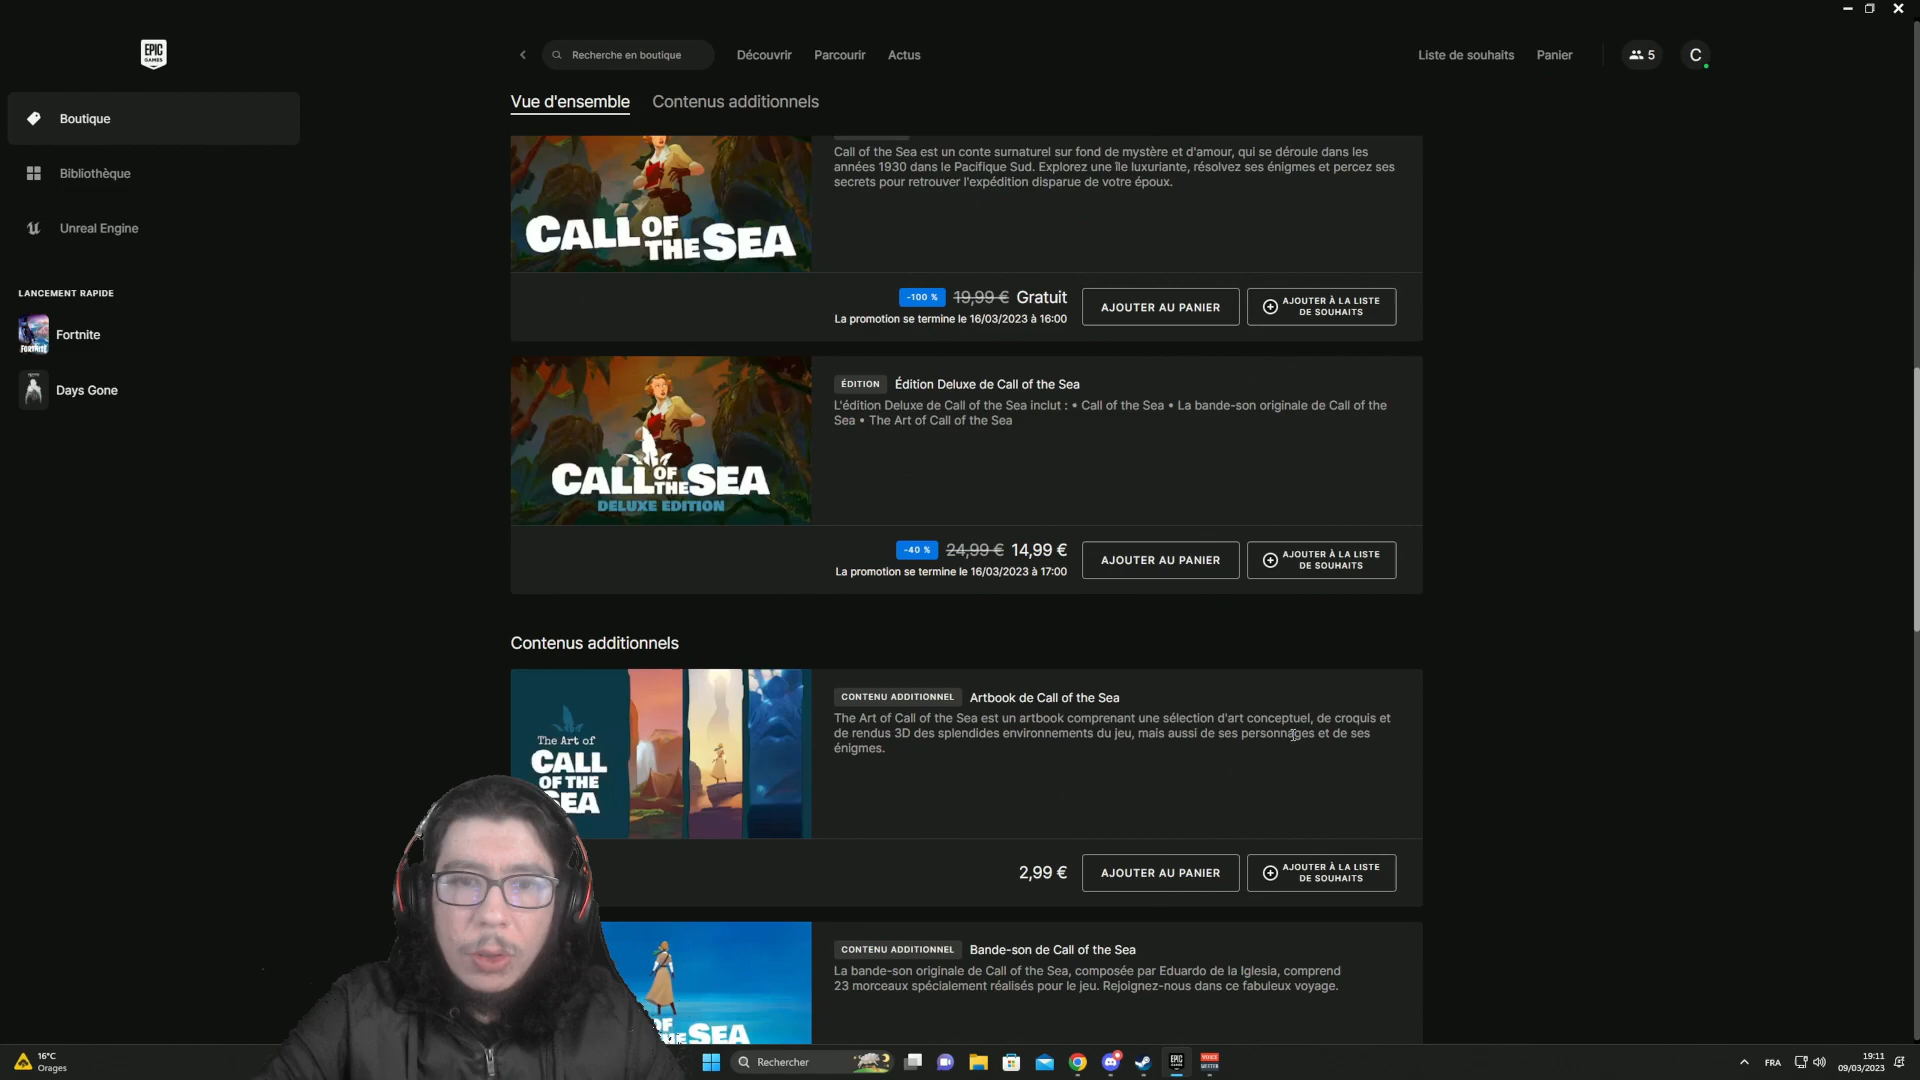 EPIC
GAMES
Recherche en boutique
Découvrir
Parcourir
Actus
Liste de souhaits
Panier
5
C
Boutique
Bibliothèque
Unreal Engine
LANCEMENT RAPIDE
FORTNITE
Fortnite
Days Gone
Vue d'ensemble
Contenus additionnels
CALL OF THE SEA
Call of the Sea est un conte surnaturel sur fond de mystère et d'amour, qui se déroule dans les
années 1930 dans le Pacifique Sud. Explorez une île luxuriante, résolvez ses énigmes et percez ses
secrets pour retrouver l'expédition disparue de votre époux.
-100 %
19,99 €
Gratuit
La promotion se termine le 16/03/2023 à 16:00
AJOUTER AU PANIER
AJOUTER À LA LISTE
DE SOUHAITS
CALL OF THE SEA
DELUXE EDITION
ÉDITION
Édition Deluxe de Call of the Sea
L'édition Deluxe de Call of the Sea inclut : • Call of the Sea • La bande-son originale de Call of the
Sea • The Art of Call of the Sea
-40 %
24,99 €
14,99 €
La promotion se termine le 16/03/2023 à 17:00
AJOUTER AU PANIER
AJOUTER À LA LISTE
DE SOUHAITS
Contenus additionnels
The Art of
CALL
OF THE
SEA
CONTENU ADDITIONNEL
Artbook de Call of the Sea
The Art of Call of the Sea est un artbook comprenant une sélection d'art conceptuel, de croquis et
de rendus 3D des splendides environnements du jeu, mais aussi de ses personnages et de ses
énigmes.
2,99 €
AJOUTER AU PANIER
AJOUTER À LA LISTE
DE SOUHAITS
OF
THE SEA
CONTENU ADDITIONNEL
Bande-son de Call of the Sea
La bande-son originale de Call of the Sea, composée par Eduardo de la Iglesia, comprend
23 morceaux spécialement réalisés pour le jeu. Rejoignez-nous dans ce fabuleux voyage.
16°C
Orages
Rechercher
EPIC
GAMES
VOICE
MEETER
FRA
19:11
09/03/2023